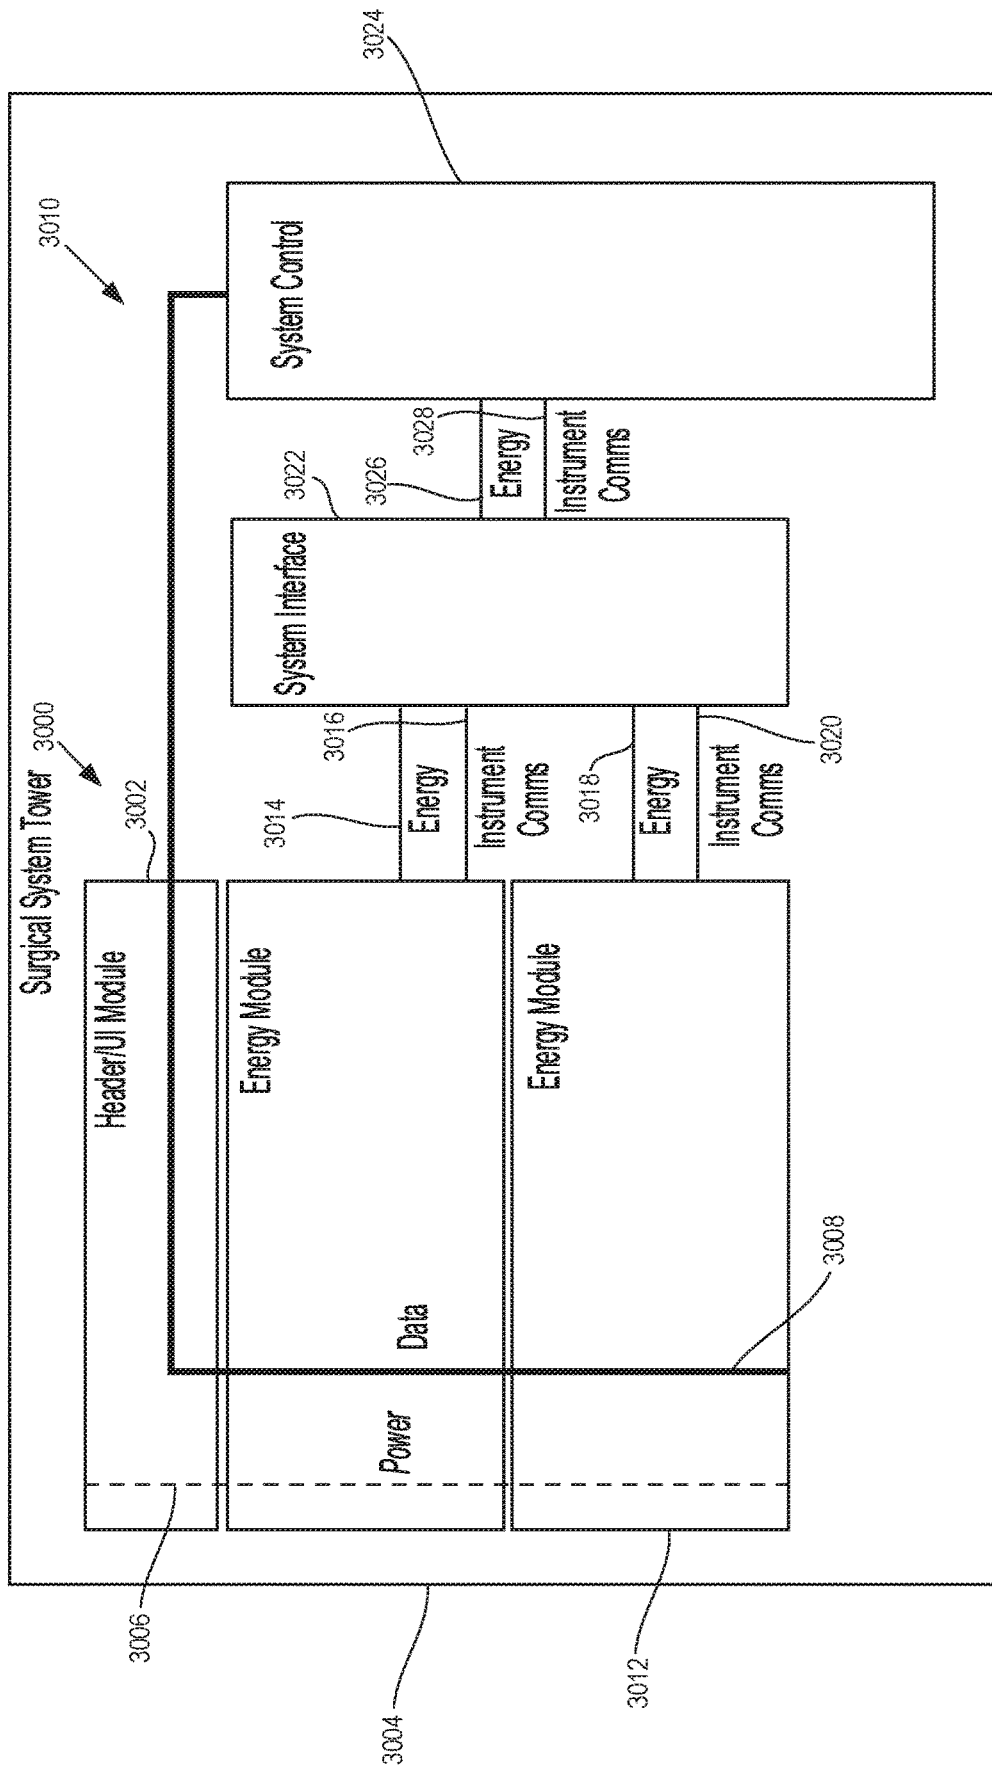 Surgical System Tower
3000
3010
3002
3024
Header/UI Module
System Control
Energy Module
System Interface
3022
3014
Energy
3016
Instrument
Comms
3026
Energy
3028
Instrument
Comms
Power
Data
Energy Module
3018
Energy
Instrument
Comms
3020
3006
3004
3012
3008